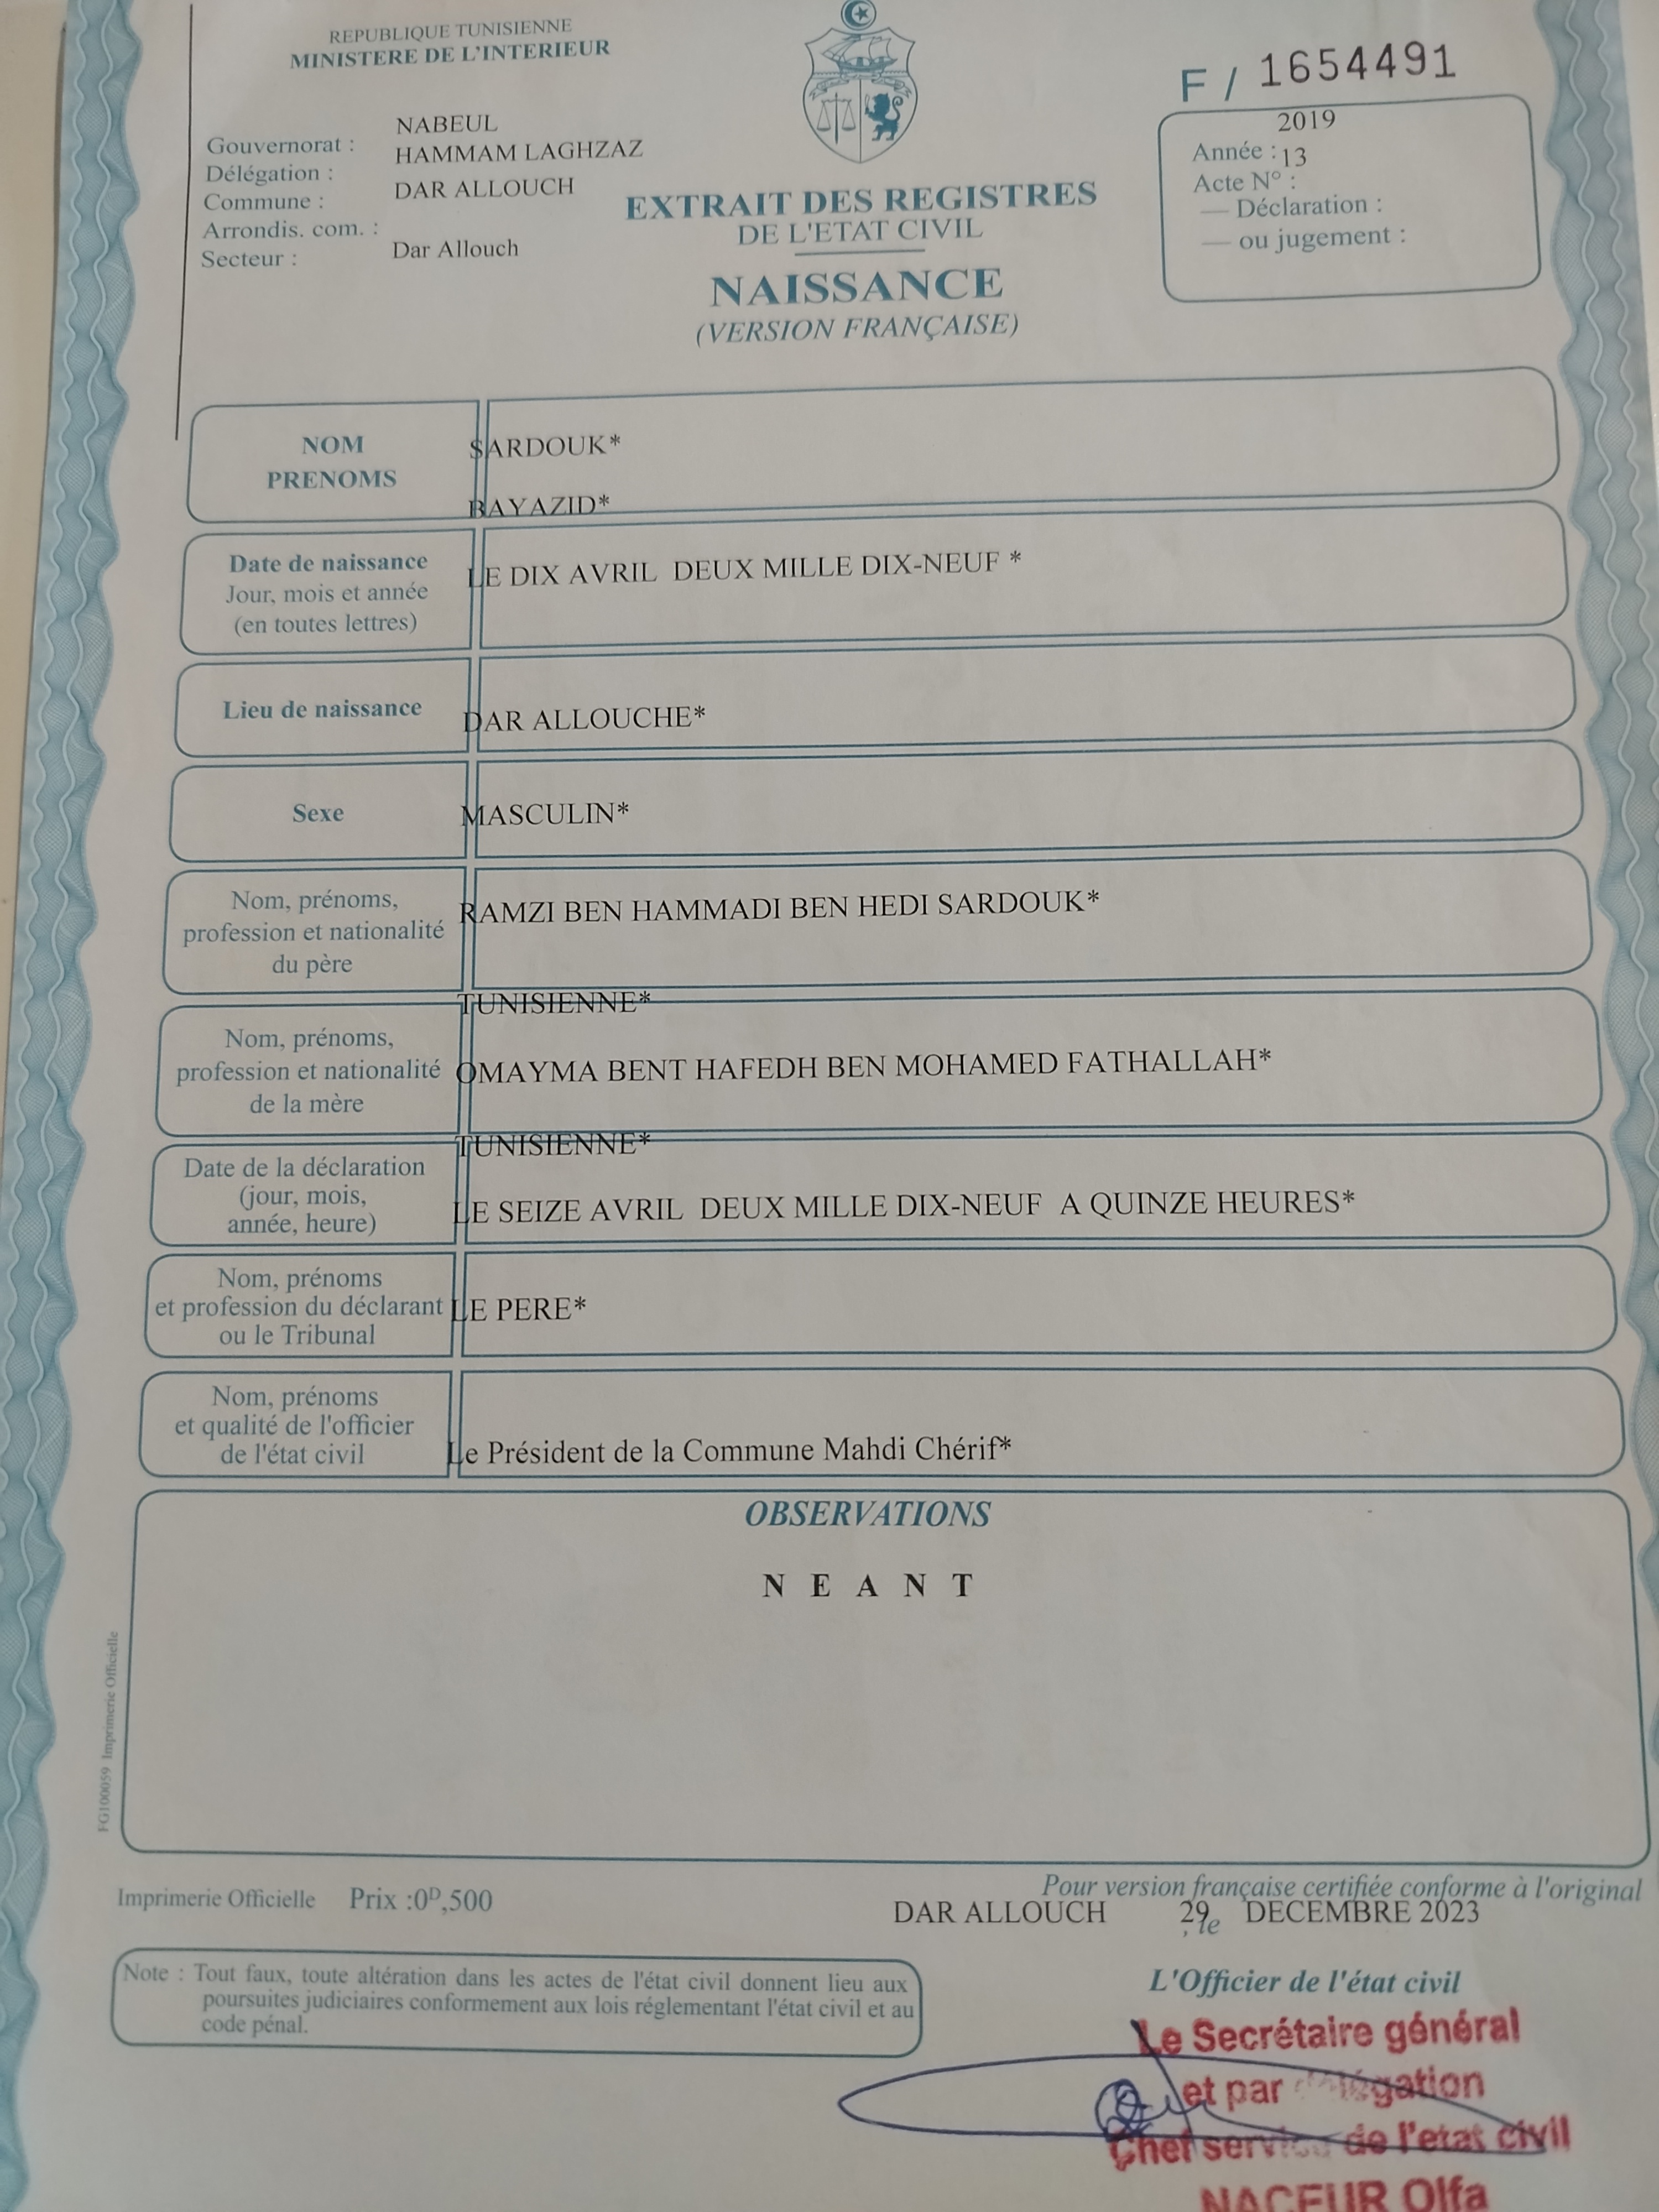 REPUBLIQUE TUNISIENNE
MINISTERE DE L'INTERIEUR
F / 1654491
NABEUL
Gouvernorat :
HAMMAM LAGHZAZ
Délégation :
DAR ALLOUCH
Commune :
Arrondis. com. :
Dar Allouch
Secteur :
EXTRAIT DES REGISTRES
DE L'ETAT CIVIL
NAISSANCE
(VERSION FRANÇAISE)
2019
Année : 13
Acte N° :
— Déclaration :
— ou jugement :
NOM
PRENOMS
SARDOUK*
BAYAZID*
Date de naissance
Jour, mois et année
(en toutes lettres)
LE DIX AVRIL DEUX MILLE DIX-NEUF *
Lieu de naissance
DAR ALLOUCHE*
Sexe
MASCULIN*
Nom, prénoms,
profession et nationalité
du père
RAMZI BEN HAMMADI BEN HEDI SARDOUK*
TUNISIENNE*
Nom, prénoms,
profession et nationalité
de la mère
OMAYMA BENT HAFEDH BEN MOHAMED FATHALLAH*
TUNISIENNE*
Date de la déclaration
(jour, mois,
année, heure)
LE SEIZE AVRIL DEUX MILLE DIX-NEUF A QUINZE HEURES*
Nom, prénoms
et profession du déclarant
ou le Tribunal
LE PERE*
Nom, prénoms
et qualité de l'officier
de l'état civil
Le Président de la Commune Mahdi Chérif*
OBSERVATIONS
N E A N T
FG100059 Imprimerie Officielle
Imprimerie Officielle Prix :0D,500
Pour version française certifiée conforme à l'original
DAR ALLOUCH 29 DECEMBRE 2023
, le
Note : Tout faux, toute altération dans les actes de l'état civil donnent lieu aux
poursuites judiciaires conformement aux lois réglementant l'état civil et au
code pénal.
L'Officier de l'état civil
Le Secrétaire général
et par délégation
Chef service de l'etat civil
NACEUR Olfa